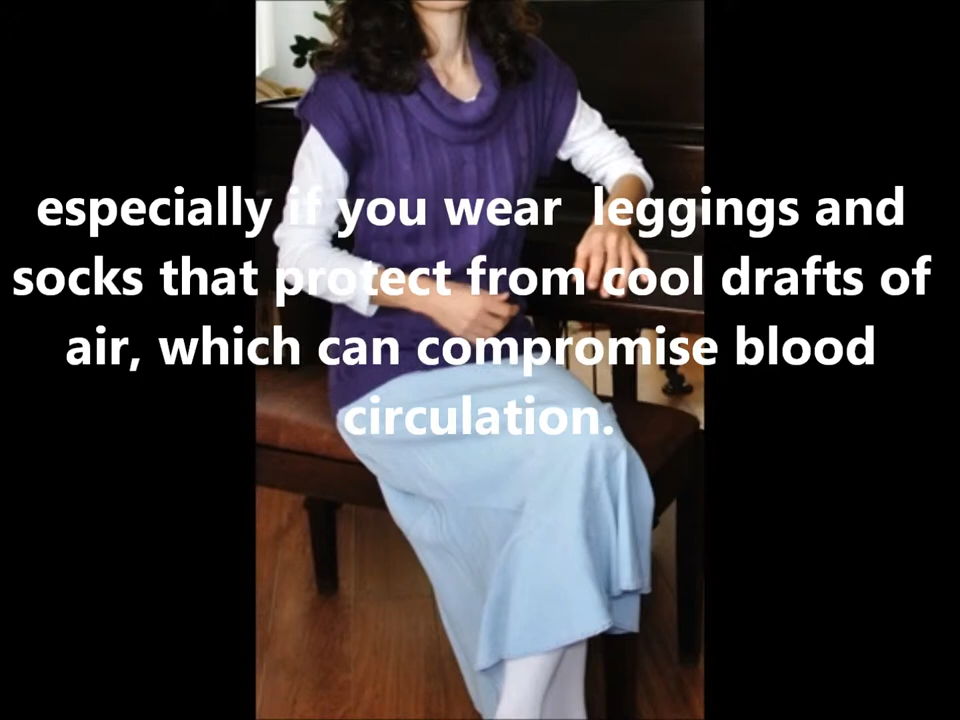 especially if you wear  leggings and
socks that protect from cool drafts of
air, which can compromise blood
circulation.